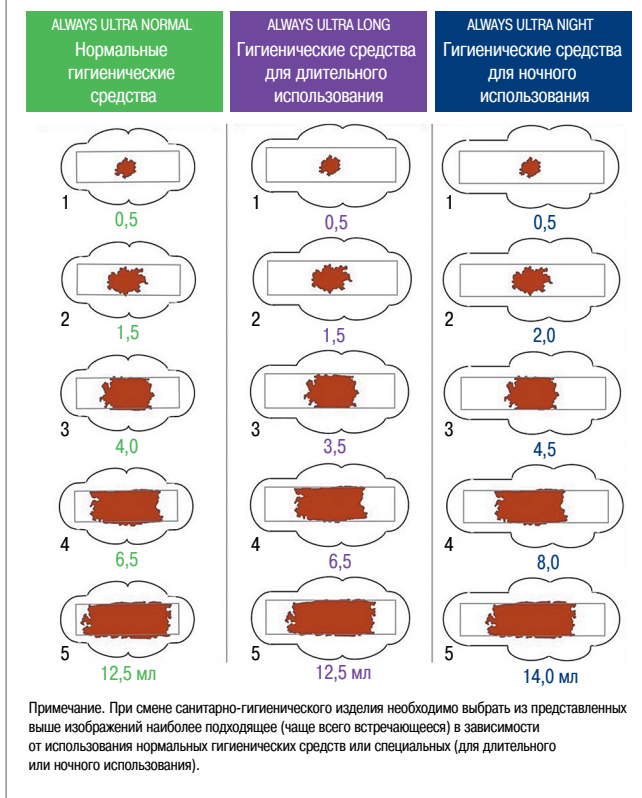 ALWAYS ULTRA NORMAL
Нормальные
гигиенические
средства
ALWAYS ULTRA LONG
Гигиенические средства
для длительного
использования
ALWAYS ULTRA NIGHT
Гигиенические средства
для ночного
использования
1
0,5
1
0,5
1
0,5
2
1,5
2
1,5
2
2,0
3
4,0
3
3,5
3
4,5
4
6,5
4
6,5
4
8,0
5
12,5 мл
5
12,5 мл
5
14,0 мл
Примечание. При смене санитарно-гигиенического изделия необходимо выбрать из представленных
выше изображений наиболее подходящее (чаще всего встречающееся) в зависимости
от использования нормальных гигиенических средств или специальных (для длительного
или ночного использования).